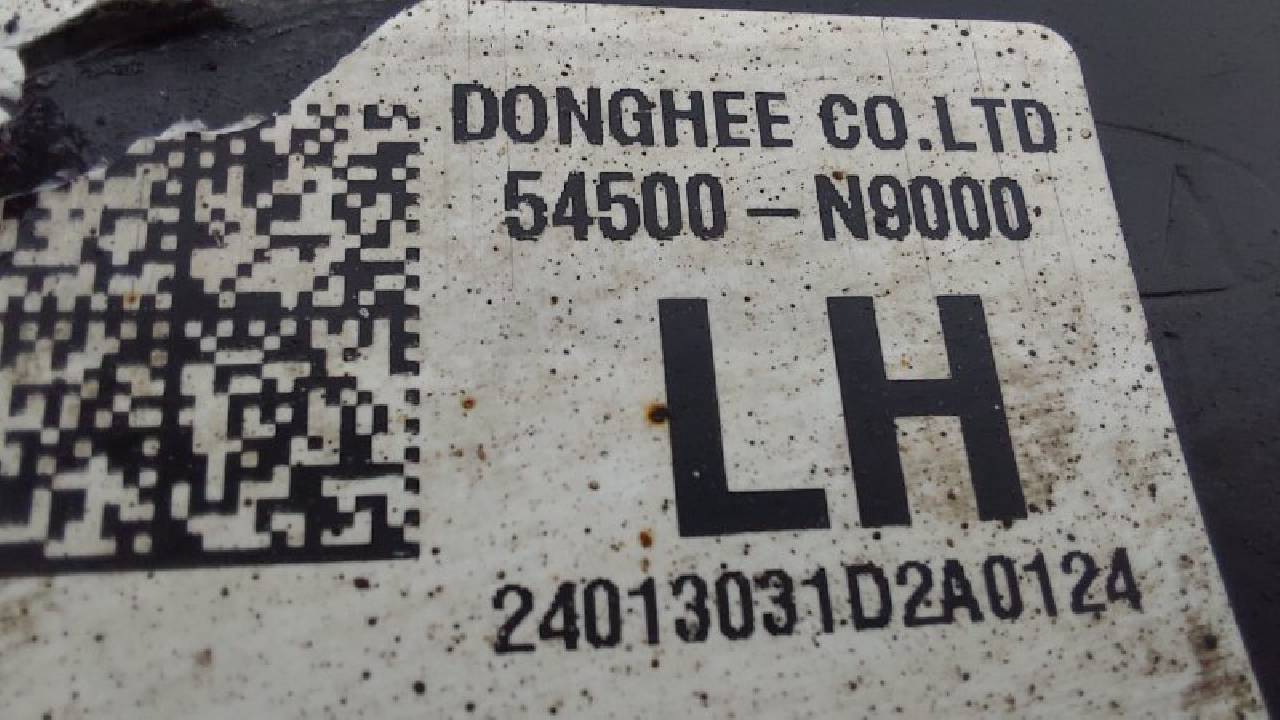 DONGHEE CO.LTD
54500 – N9000
LH
24013031D2A0124